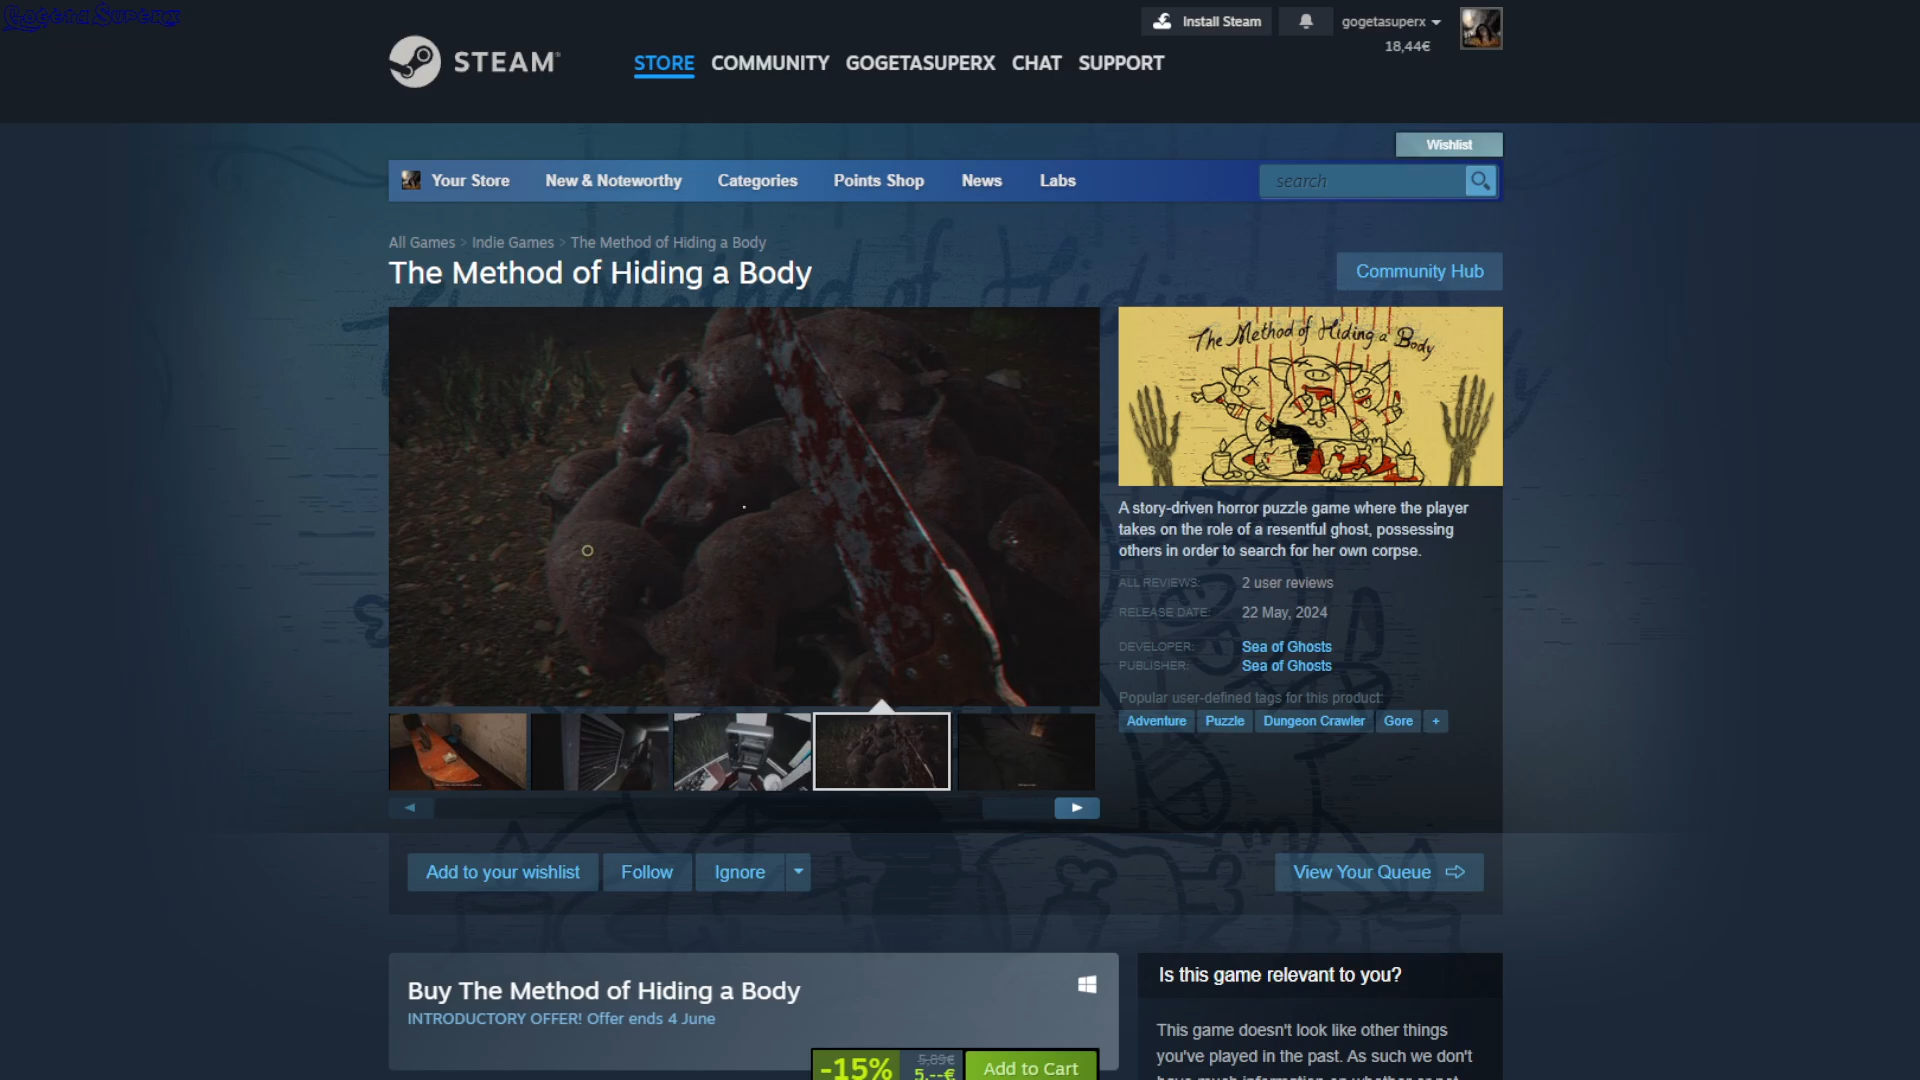 Gogeta Superx
Install Steam
gogetasuperx
18,44€
STEAM®
STORE COMMUNITY GOGETASUPERX CHAT SUPPORT
Wishlist
Your Store New & Noteworthy Categories Points Shop News Labs search
All Games > Indie Games > The Method of Hiding a Body
The Method of Hiding a Body
Community Hub
The Method of Hiding a Body
A story-driven horror puzzle game where the player
takes on the role of a resentful ghost, possessing
others in order to search for her own corpse.
ALL REVIEWS: 2 user reviews
RELEASE DATE: 22 May, 2024
DEVELOPER: Sea of Ghosts
PUBLISHER: Sea of Ghosts
Popular user-defined tags for this product:
Adventure Puzzle Dungeon Crawler Gore +
Add to your wishlist Follow Ignore View Your Queue
Buy The Method of Hiding a Body
INTRODUCTORY OFFER! Offer ends 4 June
-15% 5,89€ 5,--€ Add to Cart
Is this game relevant to you?
This game doesn't look like other things
you've played in the past. As such we don't